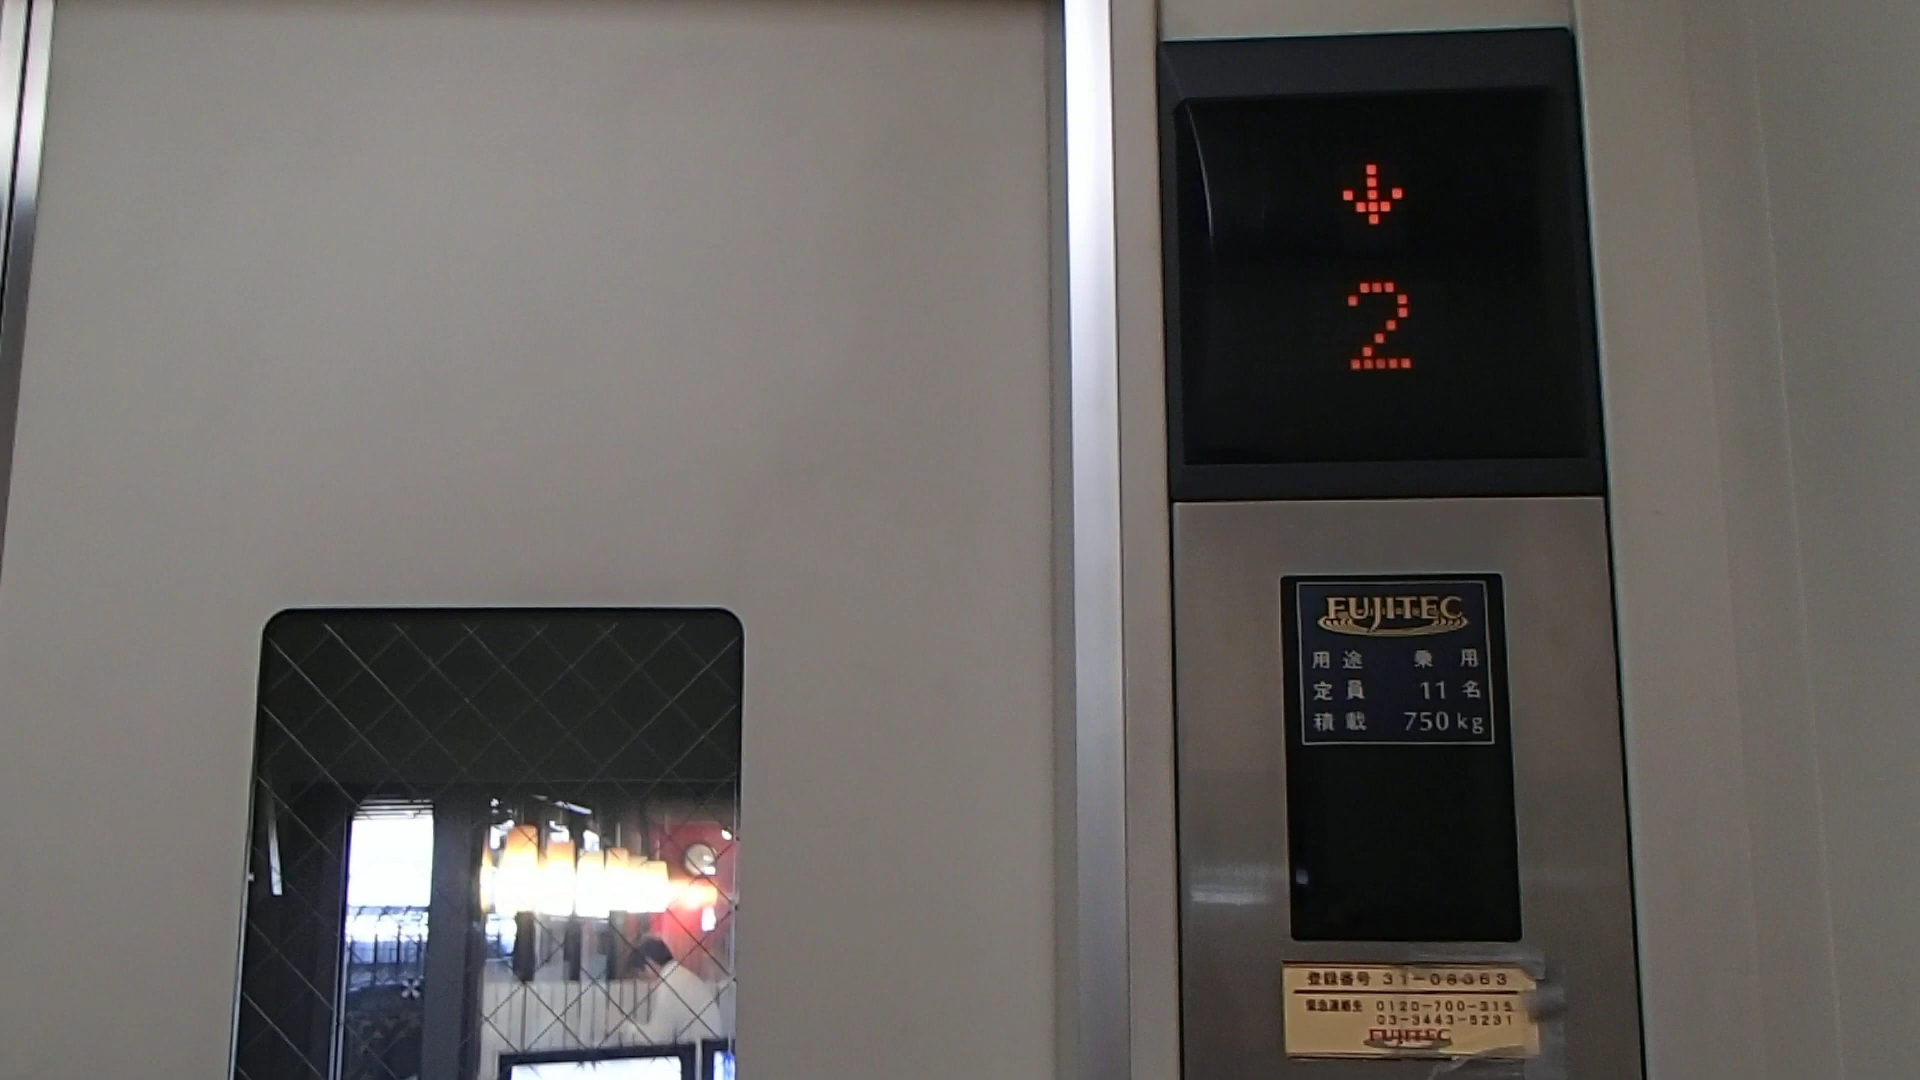 ↓
2
FUJITEC
用途 乗用
定員 11名
積載 750kg
登録番号 31-08363
緊急連絡先 0120-700-315
03-3443-5231
FUJITEC